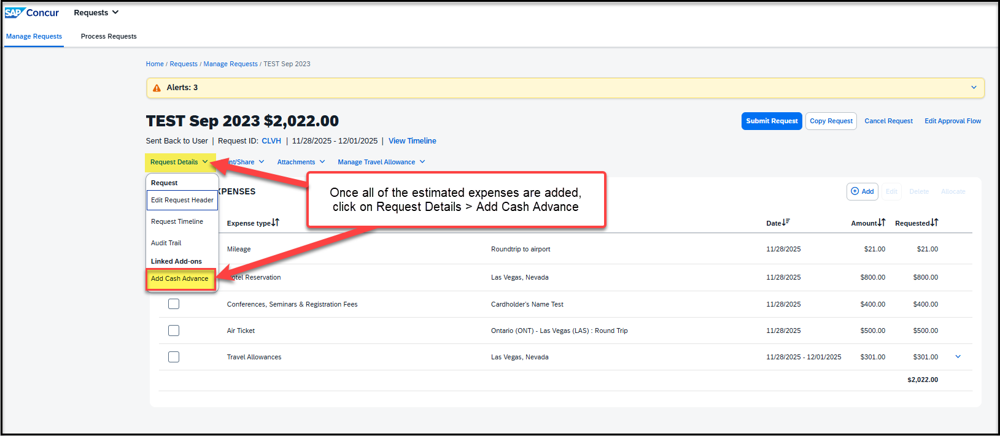 SAP Concur Requests
Manage Requests Process Requests
Home / Requests / Manage Requests / TEST Sep 2023
Alerts: 3
TEST Sep 2023 $2,022.00
Submit Request Copy Request Cancel Request Edit Approval Flow
Sent Back to User | Request ID: CLVH | 11/28/2025 - 12/01/2025 | View Timeline
Request Details nt/Share Attachments Manage Travel Allowance
Request
Edit Request Header
Request Timeline
Audit Trail
Linked Add-ons
Add Cash Advance
Once all of the estimated expenses are added,
click on Request Details > Add Cash Advance
XPENSES
Add Edit Delete Allocate
Expense type Date Amount Requested
Mileage Roundtrip to airport 11/28/2025 $21.00 $21.00
otel Reservation Las Vegas, Nevada 11/28/2025 $800.00 $800.00
Conferences, Seminars & Registration Fees Cardholder's Name Test 11/28/2025 $400.00 $400.00
Air Ticket Ontario (ONT) - Las Vegas (LAS) : Round Trip 11/28/2025 $500.00 $500.00
Travel Allowances Las Vegas, Nevada 11/28/2025 - 12/01/2025 $301.00 $301.00
$2,022.00